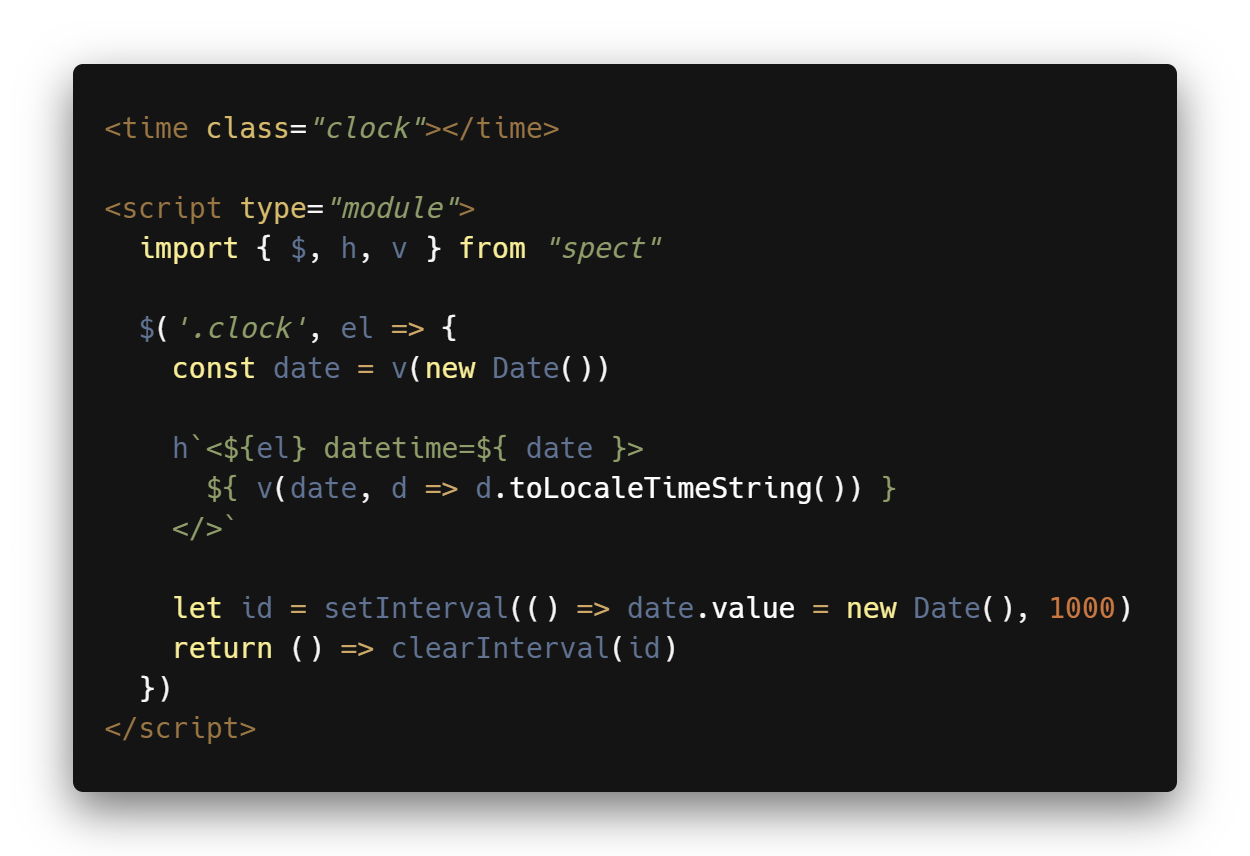 <time class="clock"></time>
<script type="module">
import { $, h, v } from "spect"
$('.clock', el => {
const date = v(new Date())
h`<${el} datetime=${ date }>
${ v(date, d => d.toLocaleTimeString()) }
</>`
let id = setInterval(() => date.value = new Date(), 1000)
return () => clearInterval(id)
})
</script>